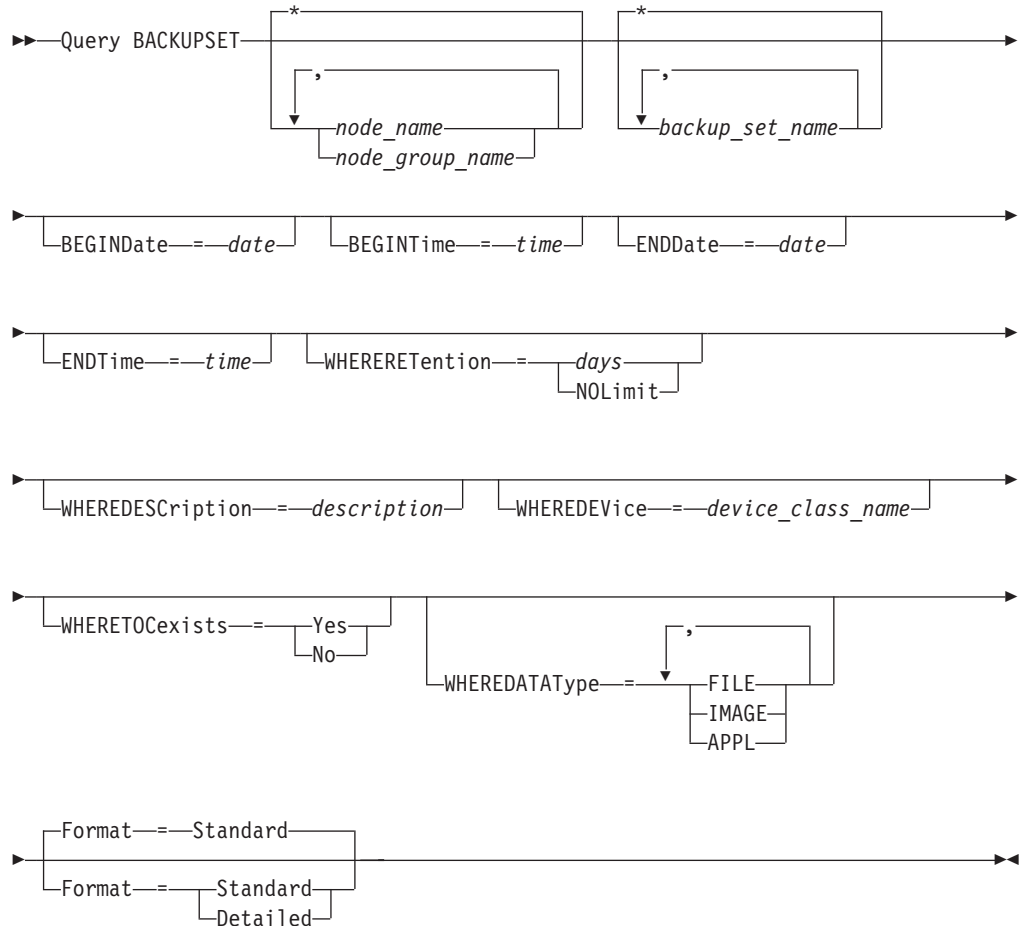 * *
Query BACKUPSET
, ,
node_name backup_set_name
node_group_name
BEGINDate = date BEGINTime = time ENDDate = date
ENDTime = time WHERERETention = days
NOLimit
WHEREDESCription = description WHEREDEVice = device_class_name
WHERETOCexists = Yes
No
,
WHEREDATAType = FILE
IMAGE
APPL
Format = Standard
Format = Standard
Detailed